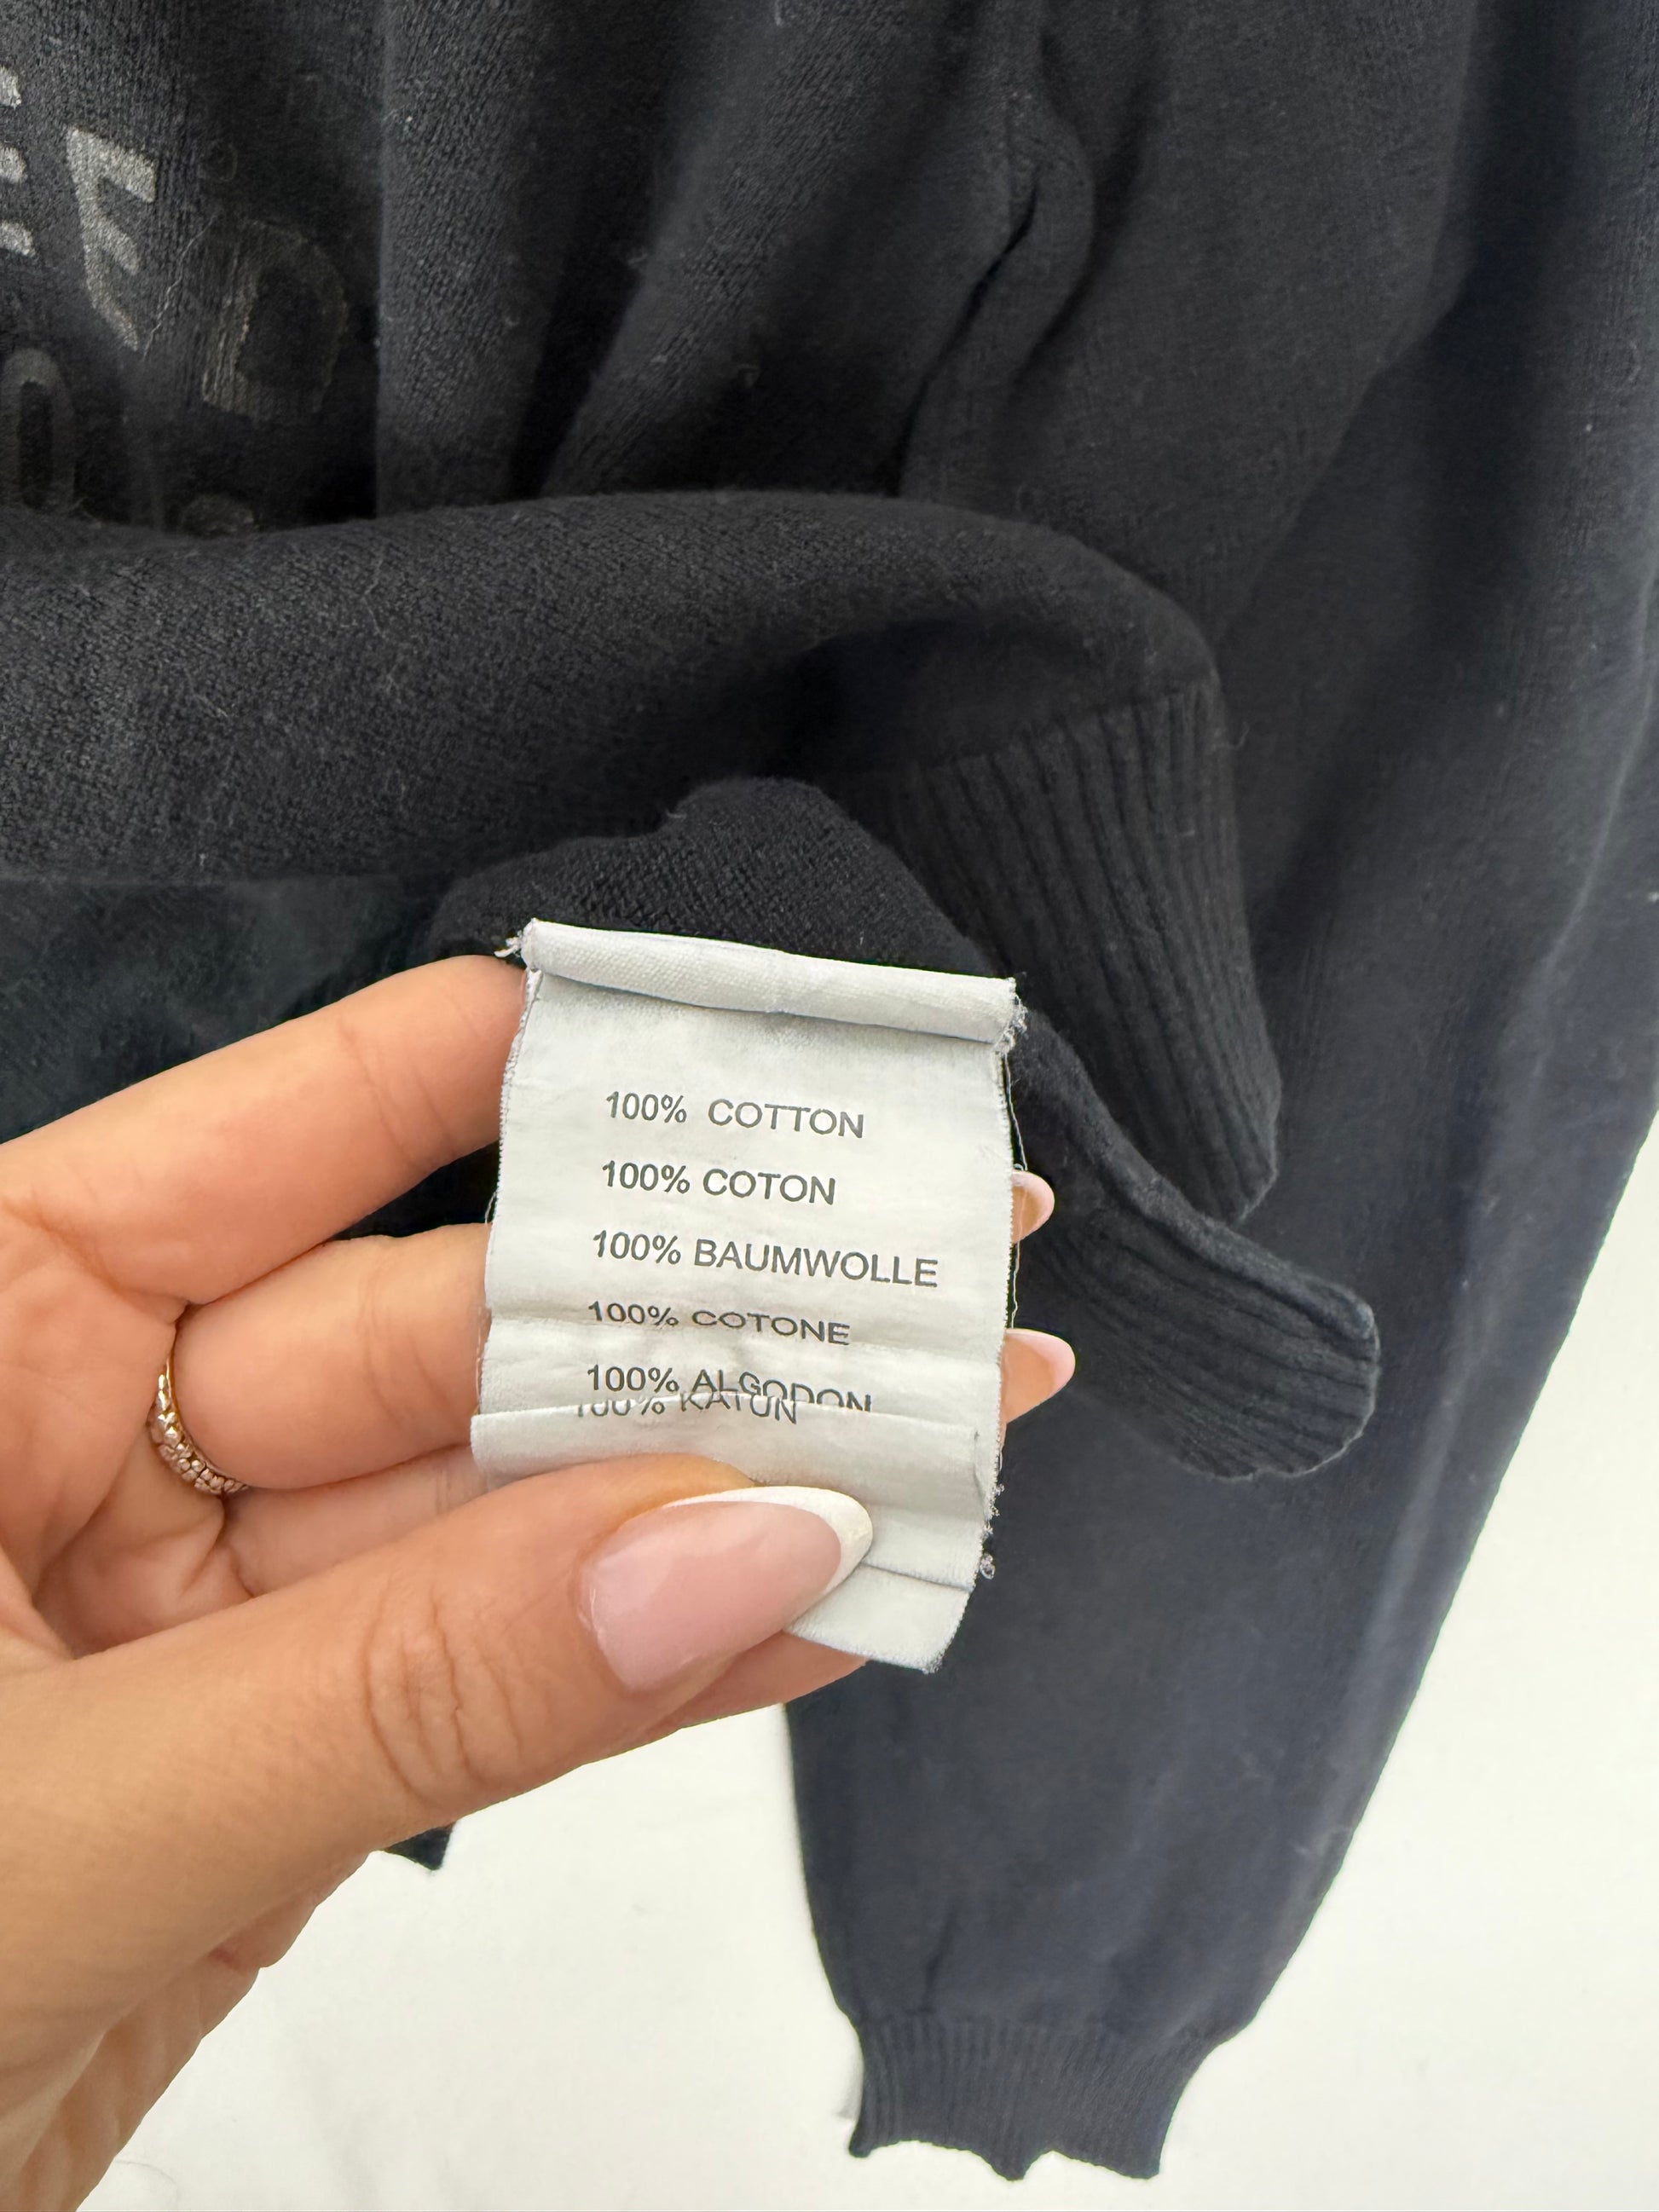 100% COTTON
100% COTON
100% BAUMWOLLE
100% COTONE
100% ALGODON
100% KATUN